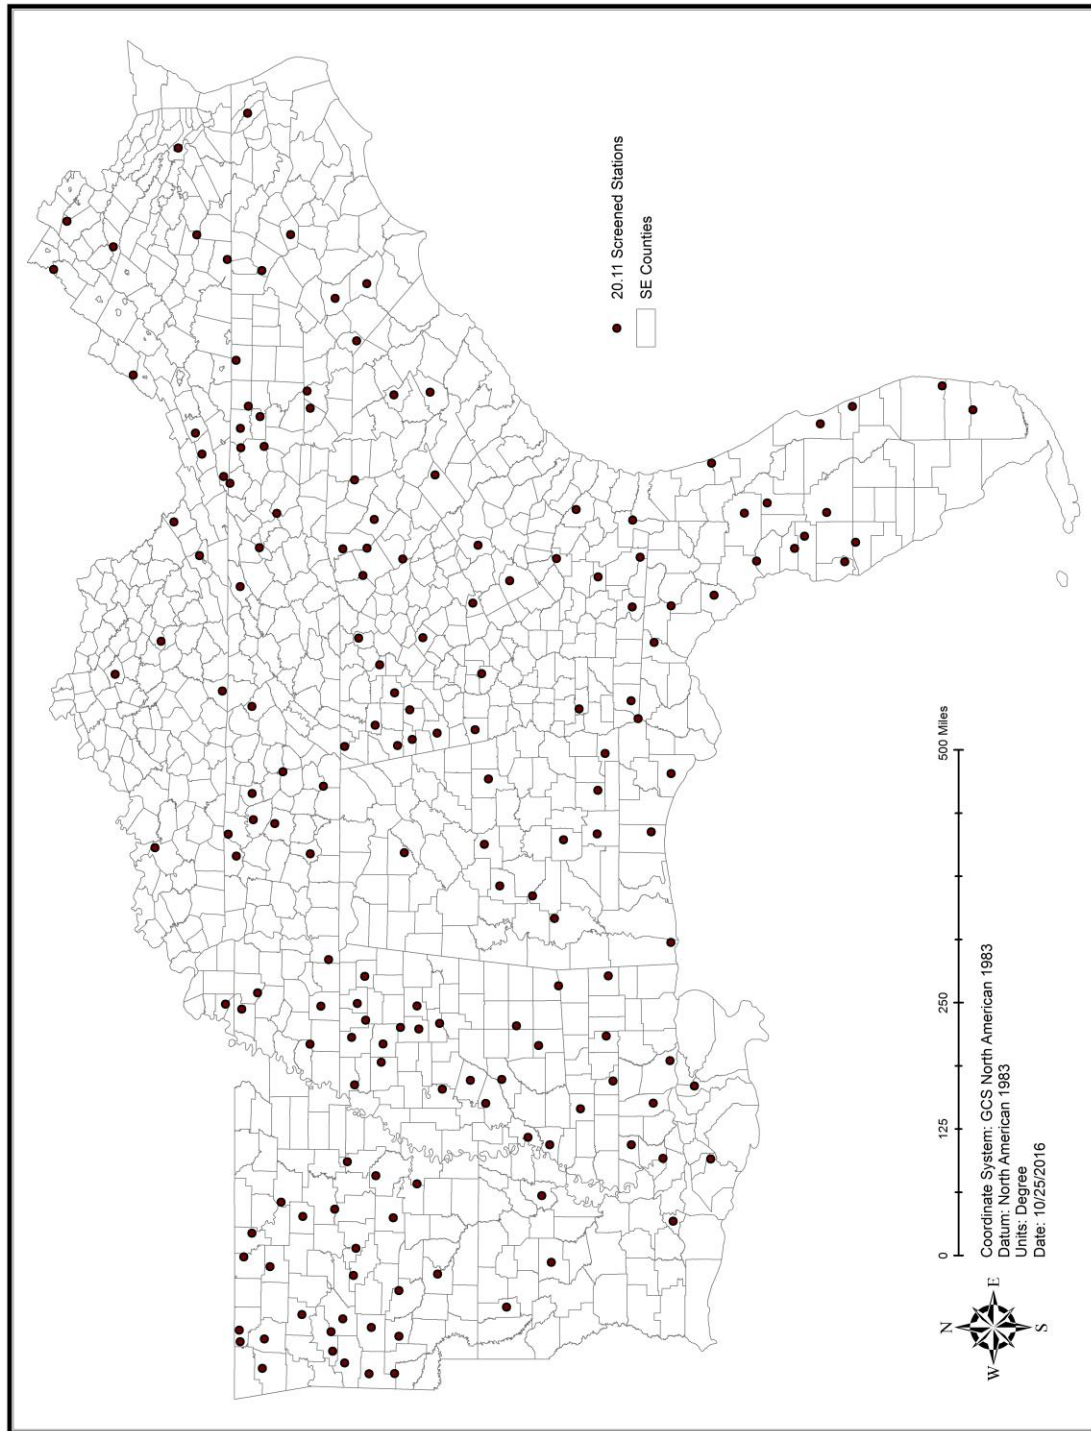 20.11 Screened Stations
SE Counties
N
W
E
S
0
125
250
500 Miles
Coordinate System: GCS North American 1983
Datum: North American 1983
Units: Degree
Date: 10/25/2016